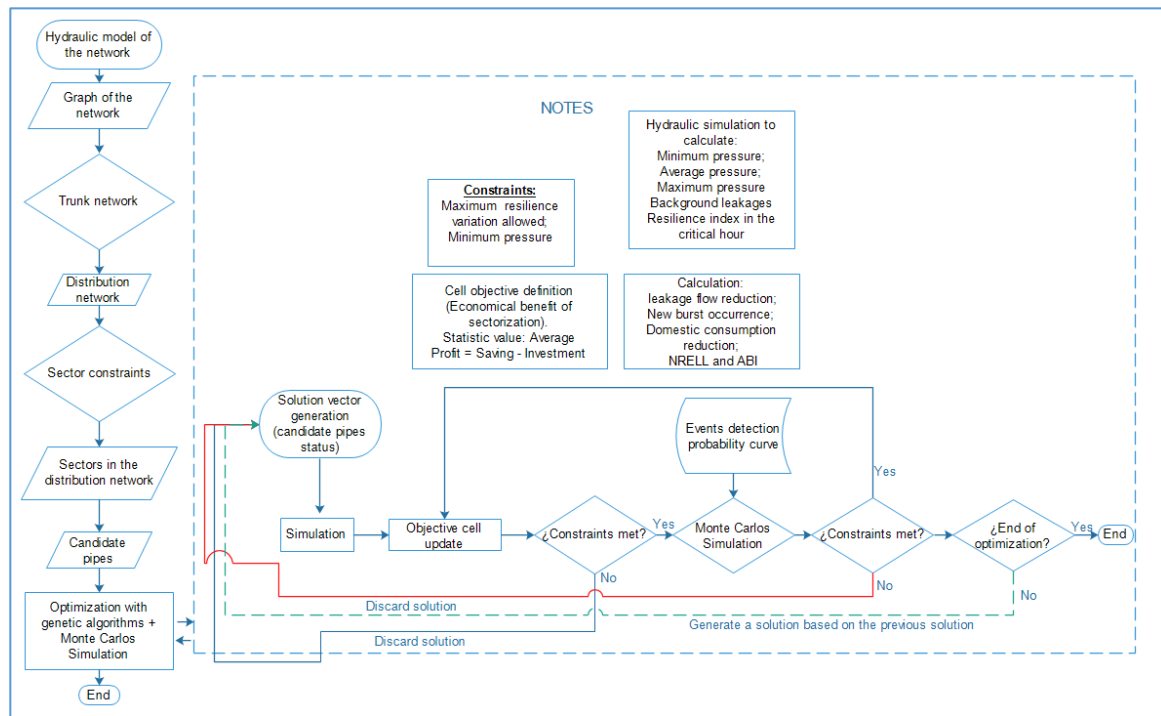 Hydraulic model of
the network
Graph of the
network
Trunk network
Distribution
network
Sector constraints
Sectors in the
distribution network
Candidate
pipes
Optimization with
genetic algorithms +
Monte Carlos
Simulation
End
NOTES
Constraints:
Maximum resilience
variation allowed;
Minimum pressure
Hydraulic simulation to
calculate:
Minimum pressure;
Average pressure;
Maximum pressure
Background leakages
Resilience index in the
critical hour
Cell objective definition
(Economical benefit of
sectorization).
Statistic value: Average
Profit = Saving - Investment
Calculation:
leakage flow reduction;
New burst occurrence;
Domestic consumption
reduction;
NRELL and ABI
Solution vector
generation
(candidate pipes
status)
Events detection
probability curve
Yes
Simulation
Objective cell
update
¿Constraints met?
Yes
Monte Carlos
Simulation
¿Constraints met?
¿End of
optimization?
Yes
End
No
No
No
Discard solution
Generate a solution based on the previous solution
Discard solution